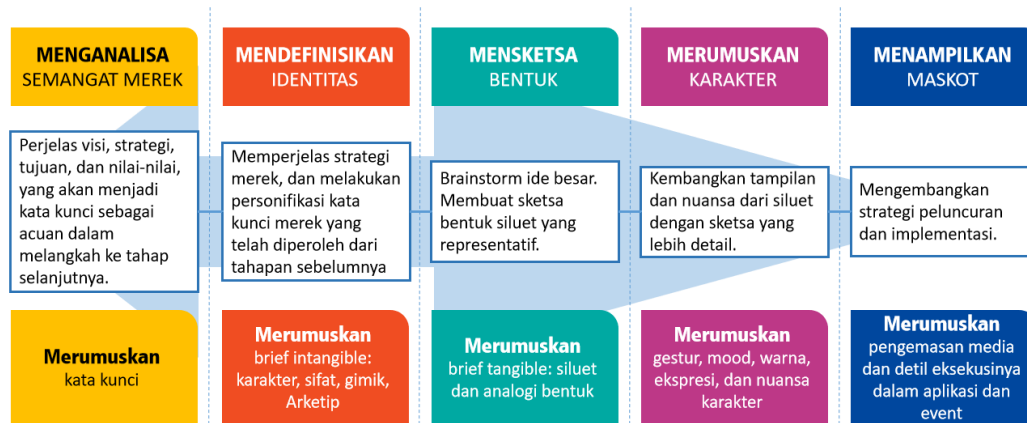 MENGANALISA
SEMANGAT MEREK
MENDEFINISIKAN
IDENTITAS
MENSKETSA
BENTUK
MERUMUSKAN
KARAKTER
MENAMPILKAN
MASKOT
Perjelas visi, strategi,
tujuan, dan nilai-nilai,
yang akan menjadi
kata kunci sebagai
acuan dalam
melangkah ke tahap
selanjutnya.
Memperjelas strategi
merek, dan melakukan
personifikasi kata
kunci merek yang
telah diperoleh dari
tahapan sebelumnya
Brainstorm ide besar.
Membuat sketsa
bentuk siluet yang
representatif.
Kembangkan tampilan
dan nuansa dari siluet
dengan sketsa yang
lebih detail.
Mengembangkan
strategi peluncuran
dan implementasi.
Merumuskan
kata kunci
Merumuskan
brief intangible:
karakter, sifat, gimik,
Arketip
Merumuskan
brief tangible: siluet
dan analogi bentuk
Merumuskan
gestur, mood, warna,
ekspresi, dan nuansa
karakter
Merumuskan
pengemasan media
dan detil eksekusinya
dalam aplikasi dan
event